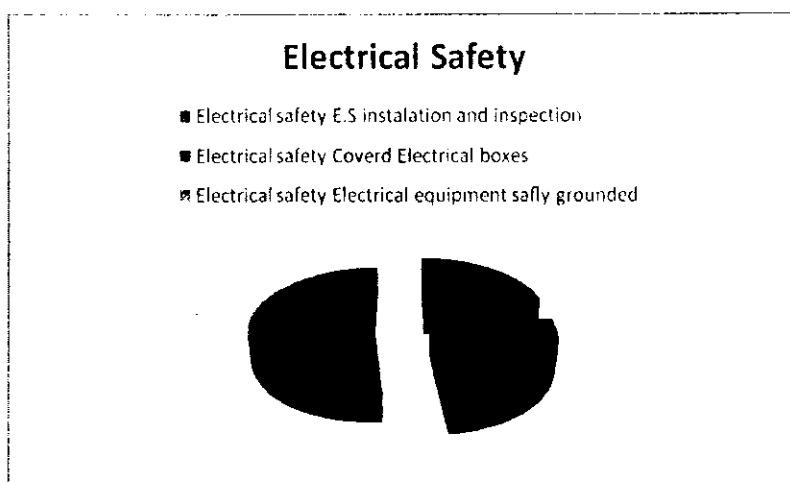 Electrical Safety
Electrical safety E.S instalation and inspection
Electrical safety Coverd Electrical boxes
Electrical safety Electrical equipment safly grounded